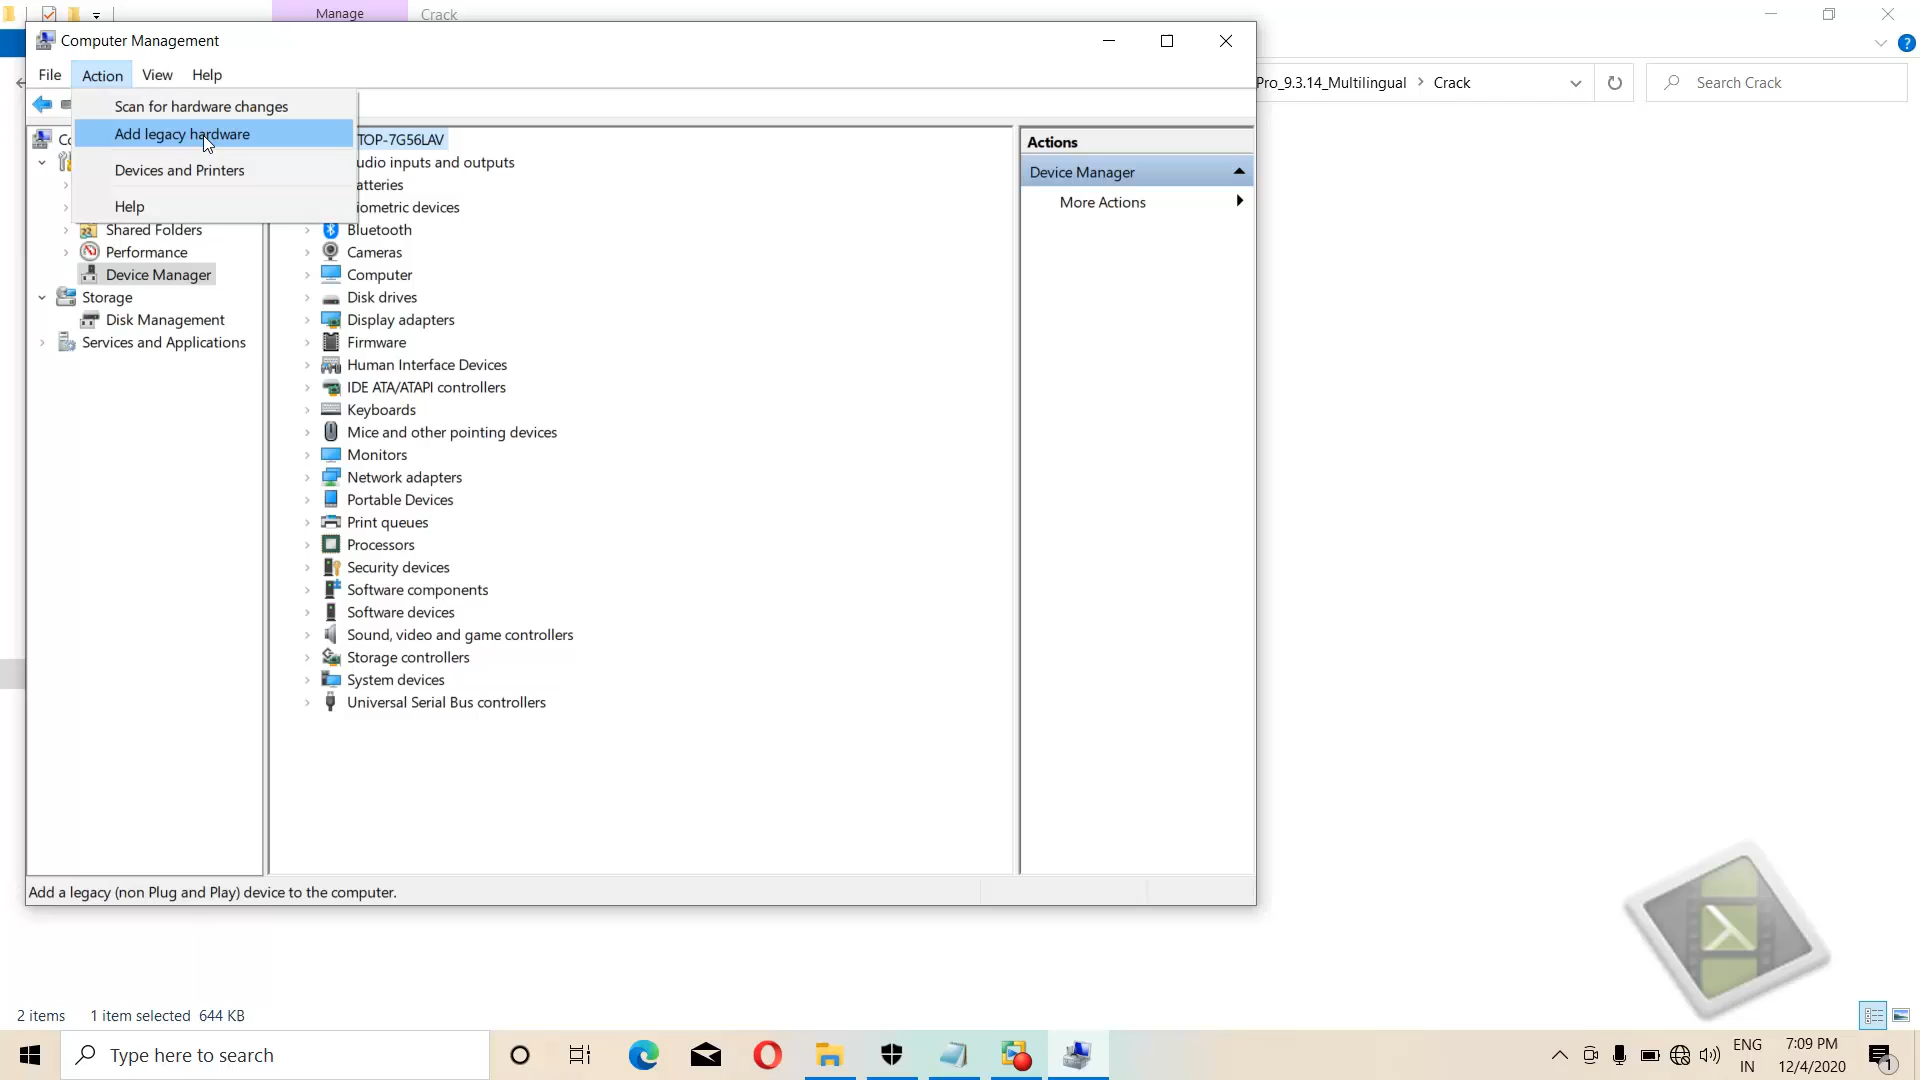 Manage
Crack
Computer Management
File
Action
View
Help
Pro_9.3.14_Multilingual
Crack
Search Crack
Scan for hardware changes
Add legacy hardware
Devices and Printers
Help
Shared Folders
Performance
Device Manager
Storage
Disk Management
Services and Applications
TOP-7G56LAV
udio inputs and outputs
atteries
iometric devices
Bluetooth
Cameras
Computer
Disk drives
Display adapters
Firmware
Human Interface Devices
IDE ATA/ATAPI controllers
Keyboards
Mice and other pointing devices
Monitors
Network adapters
Portable Devices
Print queues
Processors
Security devices
Software components
Software devices
Sound, video and game controllers
Storage controllers
System devices
Universal Serial Bus controllers
Actions
Device Manager
More Actions
Add a legacy (non Plug and Play) device to the computer.
2 items
1 item selected 644 KB
Type here to search
ENG
IN
7:09 PM
12/4/2020
1